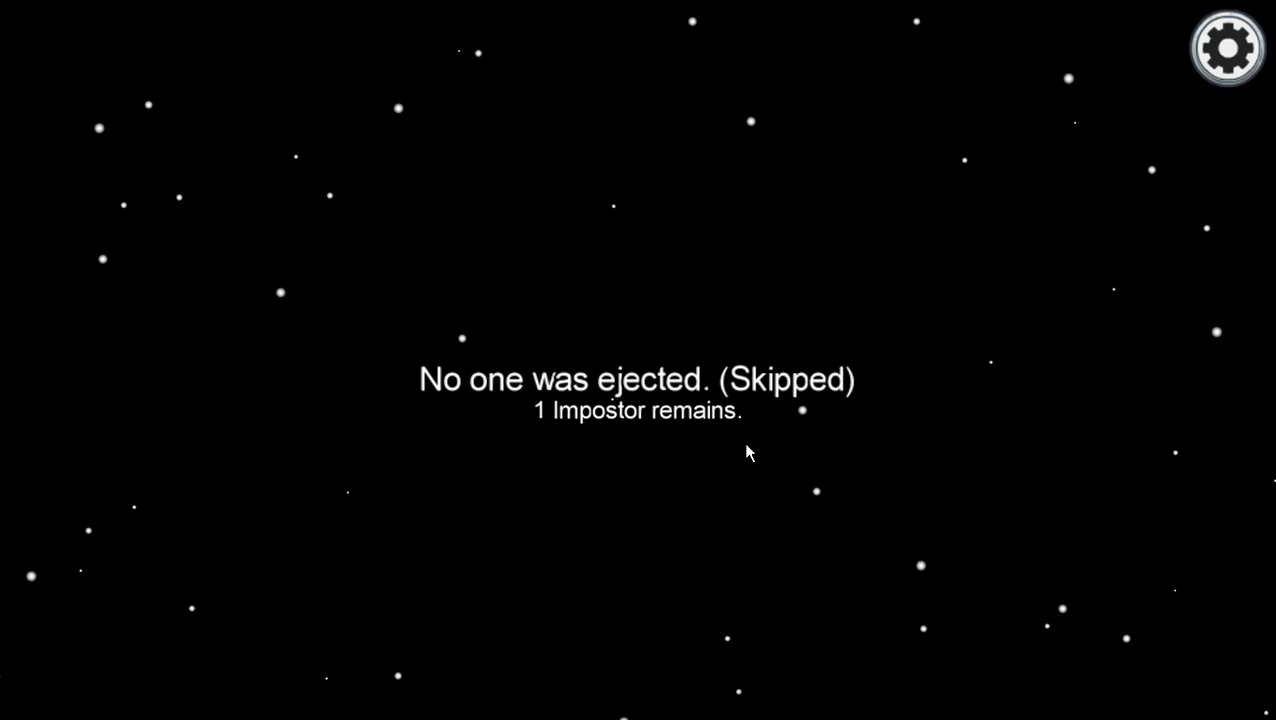 No one was ejected. (Skipped)
1 Impostor remains.